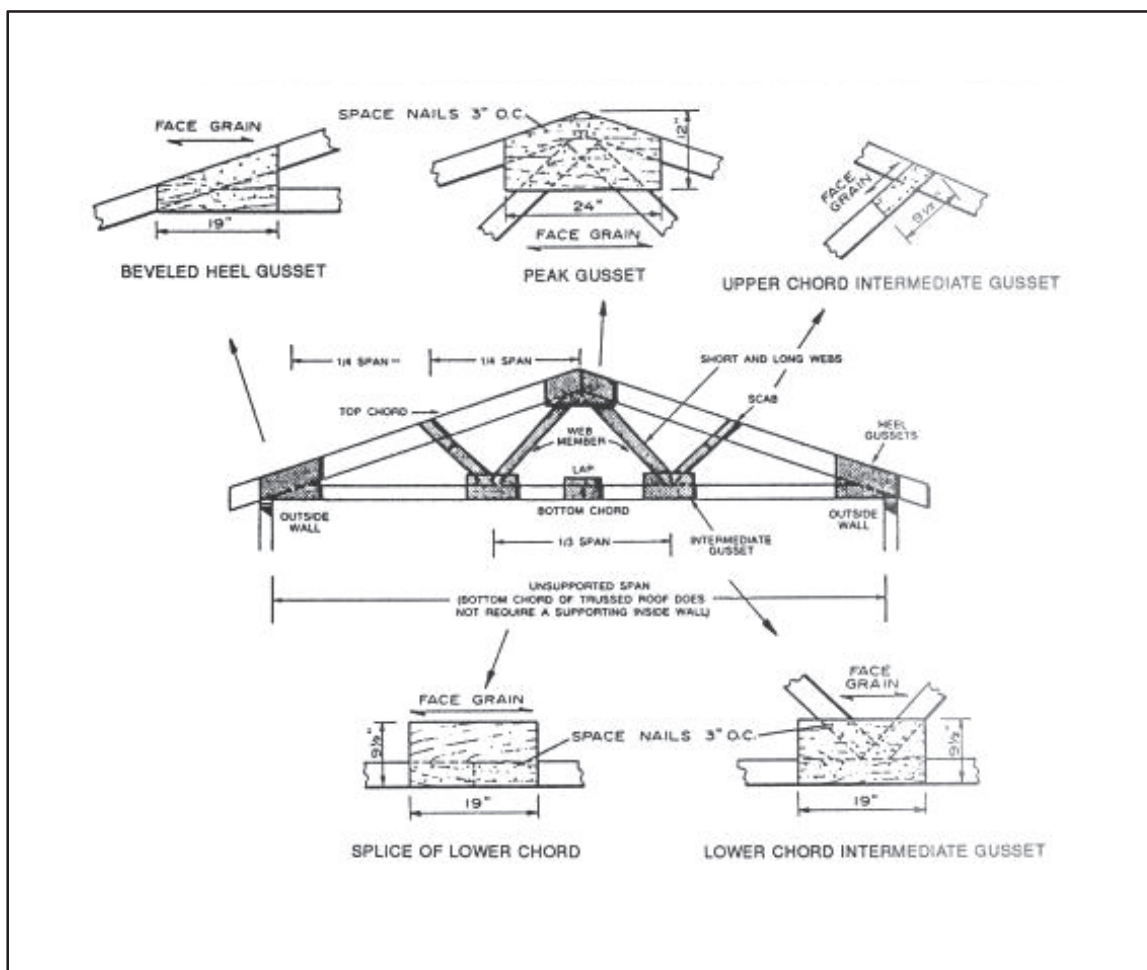 SPACE NAILS 3" O.C.
FACE GRAIN
19"
BEVELED HEEL GUSSET
12"
24"
FACE GRAIN
PEAK GUSSET
FACE
GRAIN
9 1/2"
UPPER CHORD INTERMEDIATE GUSSET
1/4 SPAN
1/4 SPAN
SHORT AND LONG WEBS
TOP CHORD
SCAB
WEB
MEMBER
HEEL
GUSSETS
LAP
OUTSIDE
WALL
BOTTOM CHORD
OUTSIDE
WALL
1/3 SPAN
INTERMEDIATE
GUSSET
UNSUPPORTED SPAN
(BOTTOM CHORD OF TRUSSED ROOF DOES
NOT REQUIRE A SUPPORTING INSIDE WALL)
FACE GRAIN
9 1/2"
SPACE NAILS 3" O.C.
19"
SPLICE OF LOWER CHORD
FACE
GRAIN
9 1/2"
19"
LOWER CHORD INTERMEDIATE GUSSET